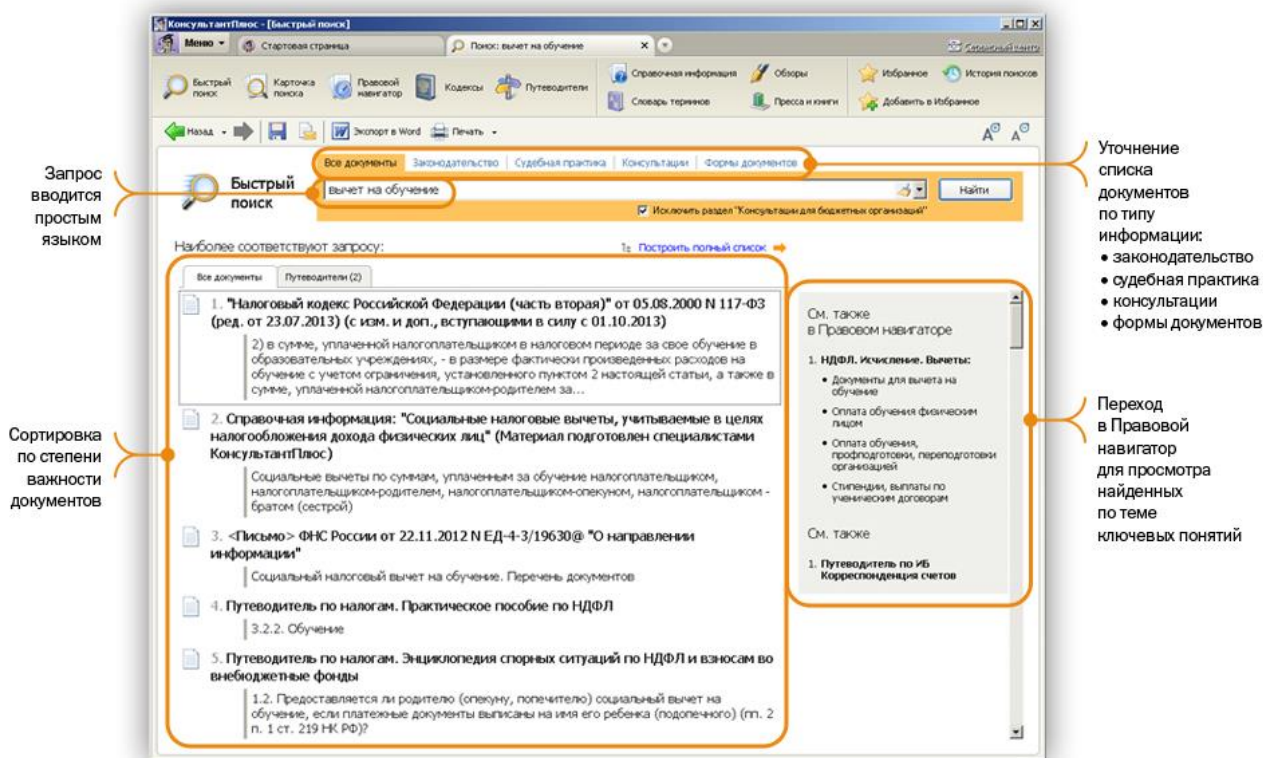 КонсультантПлюс - [Быстрый поиск]
Меню
Стартовая страница
Поиск: вычет на обучение
Сервисный центр
Быстрый поиск
Карточка поиска
Правовой навигатор
Кодексы
Путеводители
Справочная информация
Словарь терминов
Обзоры
Пресса и книги
Избранное
Добавить в Избранное
История поисков
Назад
Экспорт в Word
Печать
Запрос
вводится
простым
языком
Все документы | Законодательство | Судебная практика | Консультации | Формы документов
Быстрый
поиск
вычет на обучение
Найти
Исключить раздел "Консультации для бюджетных организаций"
Уточнение
списка
документов
по типу
информации:
• законодательство
• судебная практика
• консультации
• формы документов
Наиболее соответствуют запросу:
Построить полный список
Все документы
Путеводители (2)
1. "Налоговый кодекс Российской Федерации (часть вторая)" от 05.08.2000 N 117-ФЗ
(ред. от 23.07.2013) (с изм. и доп., вступающими в силу с 01.10.2013)
2) в сумме, уплаченной налогоплательщиком в налоговом периоде за свое обучение в
образовательных учреждениях, - в размере фактически произведенных расходов на
обучение с учетом ограничения, установленного пунктом 2 настоящей статьи, а также в
сумме, уплаченной налогоплательщиком-родителем за...
2. Справочная информация: "Социальные налоговые вычеты, учитываемые в целях
налогообложения дохода физических лиц" (Материал подготовлен специалистами
КонсультантПлюс)
Социальные вычеты по суммам, уплаченным за обучение налогоплательщиком,
налогоплательщиком-родителем, налогоплательщиком-опекуном, налогоплательщиком -
братом (сестрой)
3. <Письмо> ФНС России от 22.11.2012 N ЕД-4-3/19630@ "О направлении
информации"
Социальный налоговый вычет на обучение. Перечень документов
4. Путеводитель по налогам. Практическое пособие по НДФЛ
3.2.2. Обучение
5. Путеводитель по налогам. Энциклопедия спорных ситуаций по НДФЛ и взносам во
внебюджетные фонды
1.2. Предоставляется ли родителю (опекуну, попечителю) социальный вычет на
обучение, если платежные документы выписаны на имя его ребенка (подопечного) (пп. 2
п. 1 ст. 219 НК РФ)?
Сортировка
по степени
важности
документов
См. также
в Правовом навигаторе
1. НДФЛ. Исчисление. Вычеты:
• Документы для вычета на
обучение
• Оплата обучения физическим
лицом
• Оплата обучения,
профподготовки, переподготовки
организацией
• Стипендии, выплаты по
ученическим договорам
См. также
1. Путеводитель по ИБ
Корреспонденция счетов
Переход
в Правовой
навигатор
для просмотра
найденных
по теме
ключевых понятий